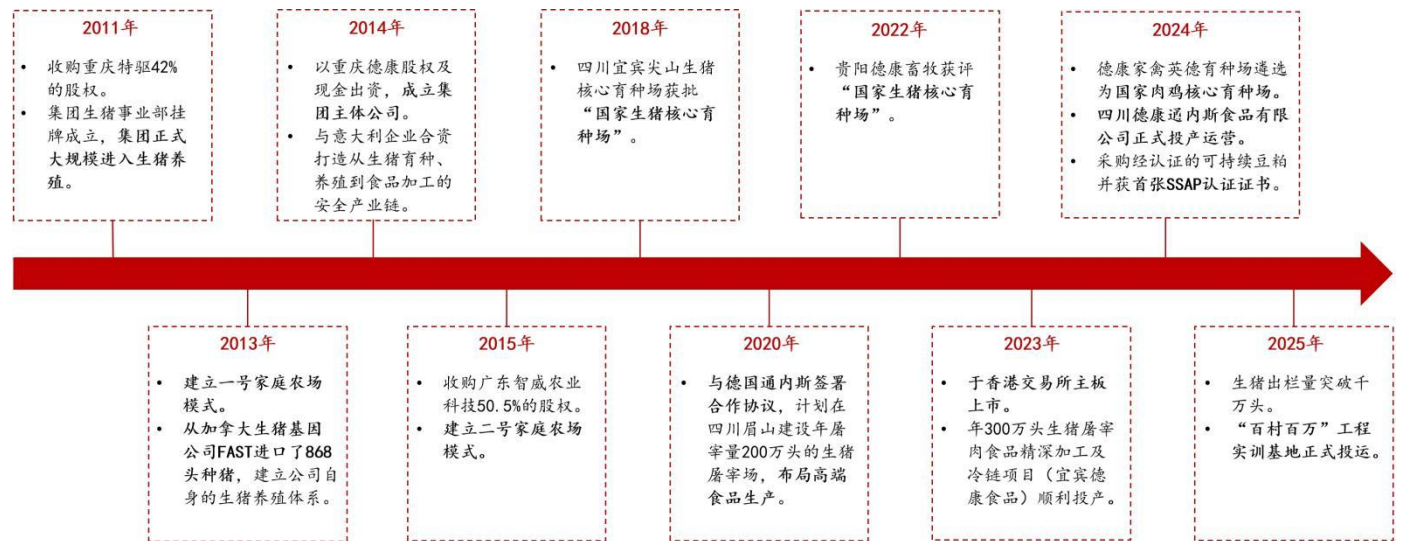 2011年
• 收购重庆特驱42%
的股权。
• 集团生猪事业部挂
牌成立，集团正式
大规模进入生猪养
殖。
2014年
• 以重庆德康股权及
现金出资，成立集
团主体公司。
• 与意大利企业合资
打造从生猪育种、
养殖到食品加工的
安全产业链。
2018年
• 四川宜宾尖山生猪
核心育种场获批
“国家生猪核心育
种场”。
2022年
• 贵阳德康畜牧获评
“国家生猪核心育
种场”。
2024年
• 德康家禽英德育种场遴选
为国家肉鸡核心育种场。
• 四川德康通内斯食品有限
公司正式投产运营。
• 采购经认证的可持续豆粕
并获首张SSAP认证证书。
2013年
• 建立一号家庭农场
模式。
• 从加拿大生猪基因
公司FAST进口了868
头种猪，建立公司自
身的生猪养殖体系。
2015年
• 收购广东智威农业
科技50.5%的股权。
• 建立二号家庭农场
模式。
2020年
• 与德国通内斯签署
合作协议，计划在
四川眉山建设年屠
宰量200万头的生猪
屠宰场，布局高端
食品生产。
2023年
• 于香港交易所主板
上市。
• 年300万头生猪屠宰
肉食品精深加工及
冷链项目（宜宾德
康食品）顺利投产。
2025年
• 生猪出栏量突破千
万头。
• “百村百万”工程
实训基地正式投运。